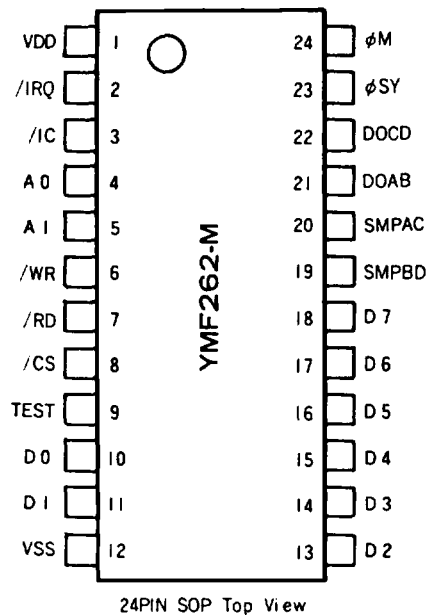 VDD 1 24 φM
/IRQ 2 23 φSY
/IC 3 22 DOCD
A0 4 21 DOAB
A1 5 20 SMPAC
/WR 6 19 SMPBD
/RD 7 18 D7
/CS 8 17 D6
TEST 9 16 D5
D0 10 15 D4
D1 11 14 D3
VSS 12 13 D2
YMF262-M
24PIN SOP Top View